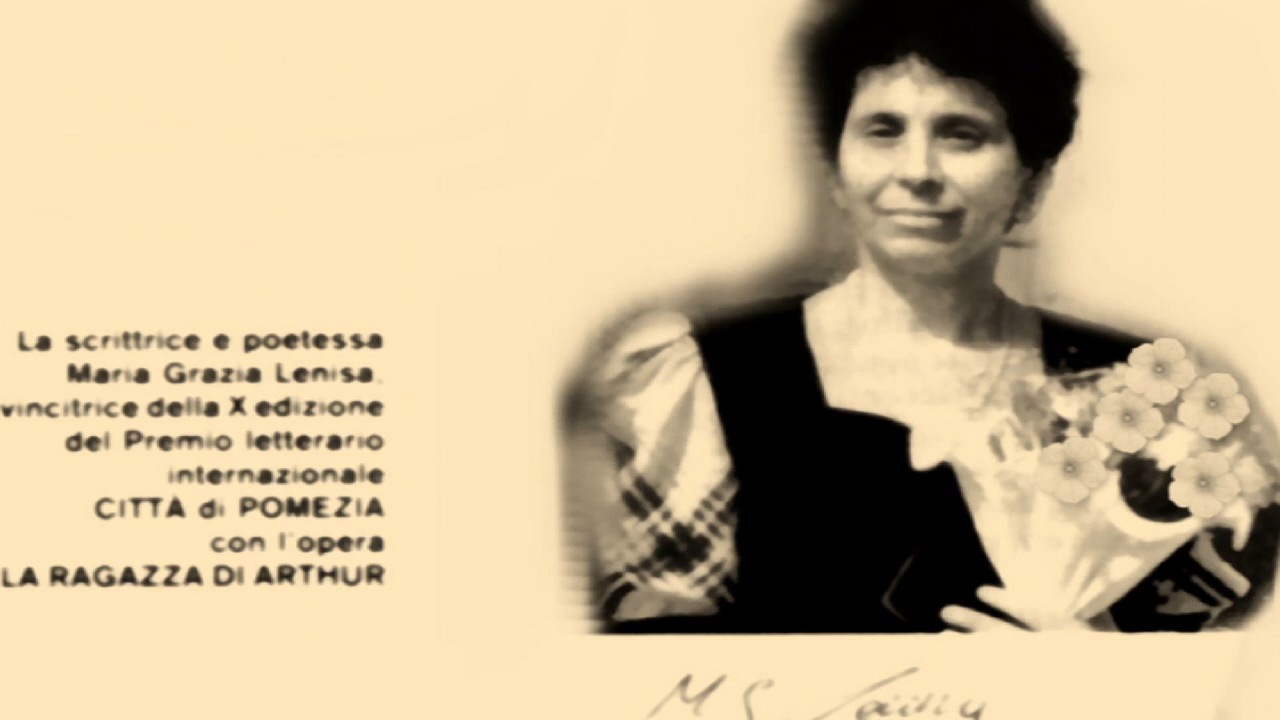 La scrittrice e poetessa
Maria Grazia Lenisa,
vincitrice della X edizione
del Premio letterario
internazionale
CITTÀ di POMEZIA
con l'opera
LA RAGAZZA DI ARTHUR
M G